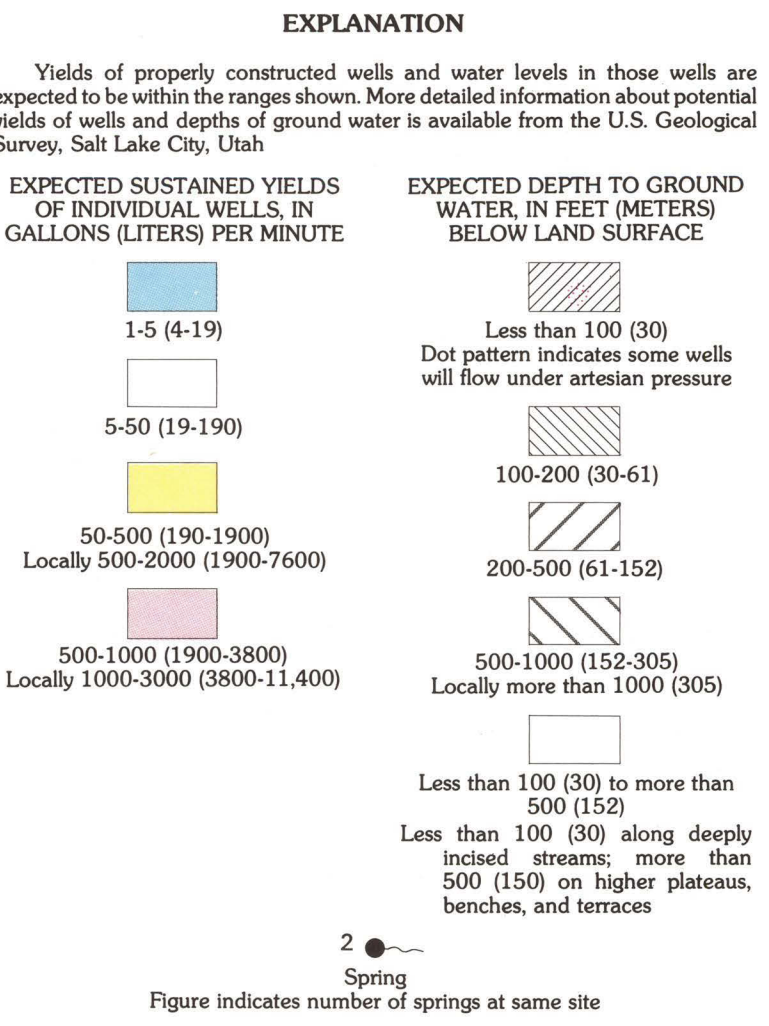 EXPLANATION
Yields of properly constructed wells and water levels in those wells are
expected to be within the ranges shown. More detailed information about potential
yields of wells and depths of ground water is available from the U.S. Geological
Survey, Salt Lake City, Utah
EXPECTED SUSTAINED YIELDS
OF INDIVIDUAL WELLS, IN
GALLONS (LITERS) PER MINUTE
1-5 (4-19)
5-50 (19-190)
50-500 (190-1900)
Locally 500-2000 (1900-7600)
500-1000 (1900-3800)
Locally 1000-3000 (3800-11,400)
EXPECTED DEPTH TO GROUND
WATER, IN FEET (METERS)
BELOW LAND SURFACE
Less than 100 (30)
Dot pattern indicates some wells
will flow under artesian pressure
100-200 (30-61)
200-500 (61-152)
500-1000 (152-305)
Locally more than 1000 (305)
Less than 100 (30) to more than
500 (152)
Less than 100 (30) along deeply
incised streams; more than
500 (150) on higher plateaus,
benches, and terraces
2
Spring
Figure indicates number of springs at same site